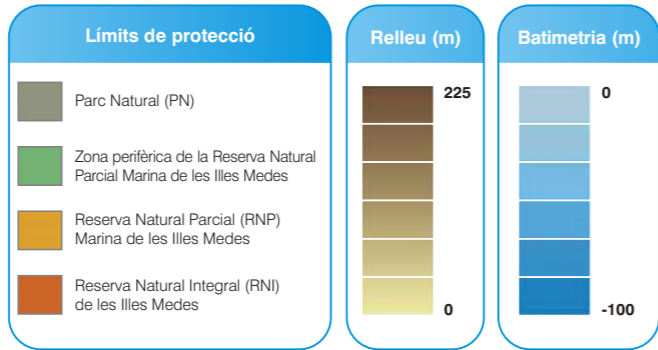 Límits de protecció
Parc Natural (PN)
Zona perifèrica de la Reserva Natural
Parcial Marina de les Illes Medes
Reserva Natural Parcial (RNP)
Marina de les Illes Medes
Reserva Natural Integral (RNI)
de les Illes Medes
Relleu (m)
225
0
Batimetria (m)
0
-100